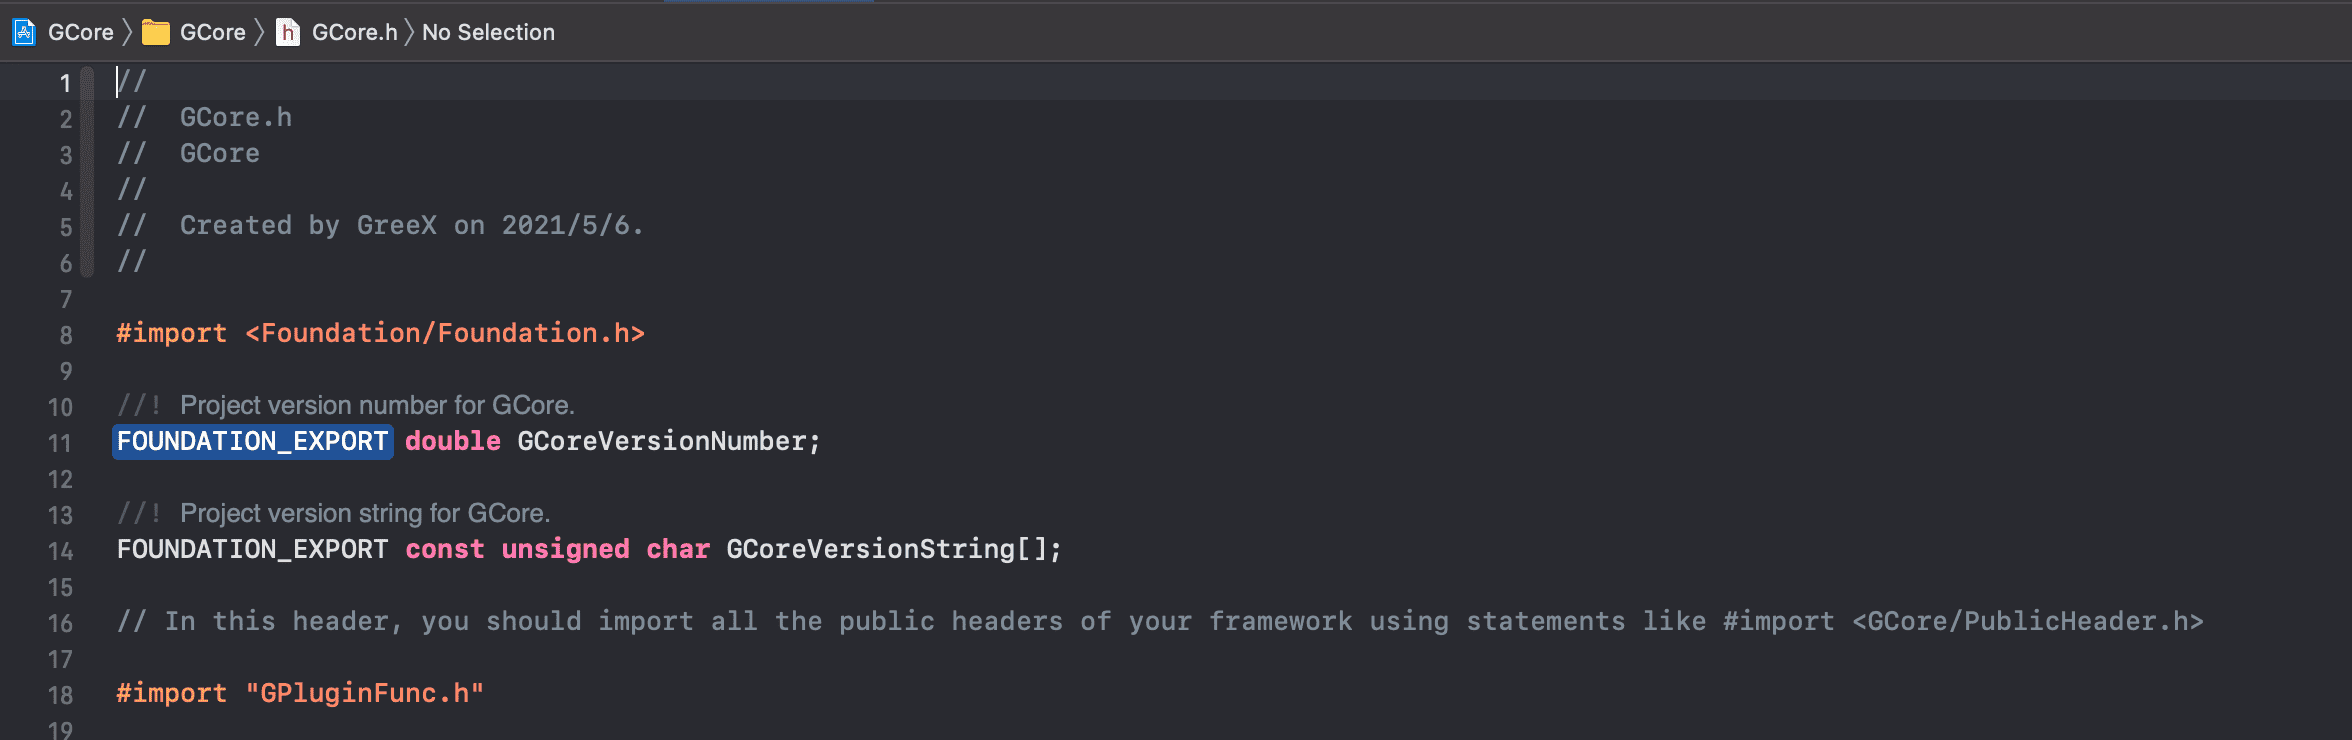 GCore GCore h GCore.h No Selection
1 //
2 //  GCore.h
3 //  GCore
4 //
5 //  Created by GreeX on 2021/5/6.
6 //
7
8 #import <Foundation/Foundation.h>
9
10 //! Project version number for GCore.
11 FOUNDATION_EXPORT double GCoreVersionNumber;
12
13 //! Project version string for GCore.
14 FOUNDATION_EXPORT const unsigned char GCoreVersionString[];
15
16 // In this header, you should import all the public headers of your framework using statements like #import <GCore/PublicHeader.h>
17
18 #import "GPluginFunc.h"
19